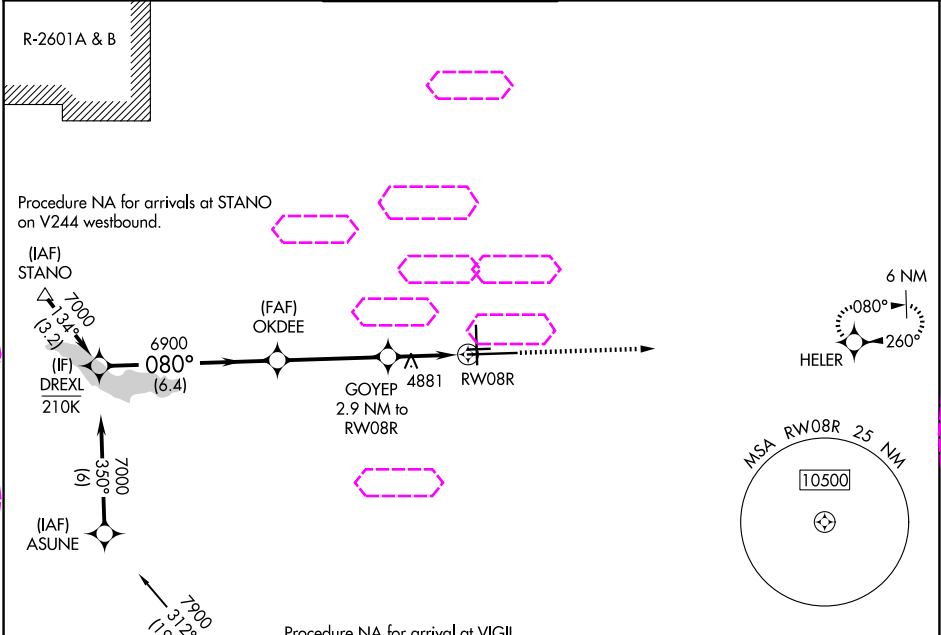 R-2601A & B
Procedure NA for arrivals at STANO
on V244 westbound.
(IAF)
STANO
7000
134°
(3.2)
(IF)
DREXL
210K
6900
080°
(6.4)
(FAF)
OKDEE
GOYEP
2.9 NM to
RW08R
4881
RW08R
6 NM
080°
260°
HELER
7000
350°
(6)
(IAF)
ASUNE
MSA RW08R 25 NM
10500
7900
312°
Procedure NA for arrival at VIGIL